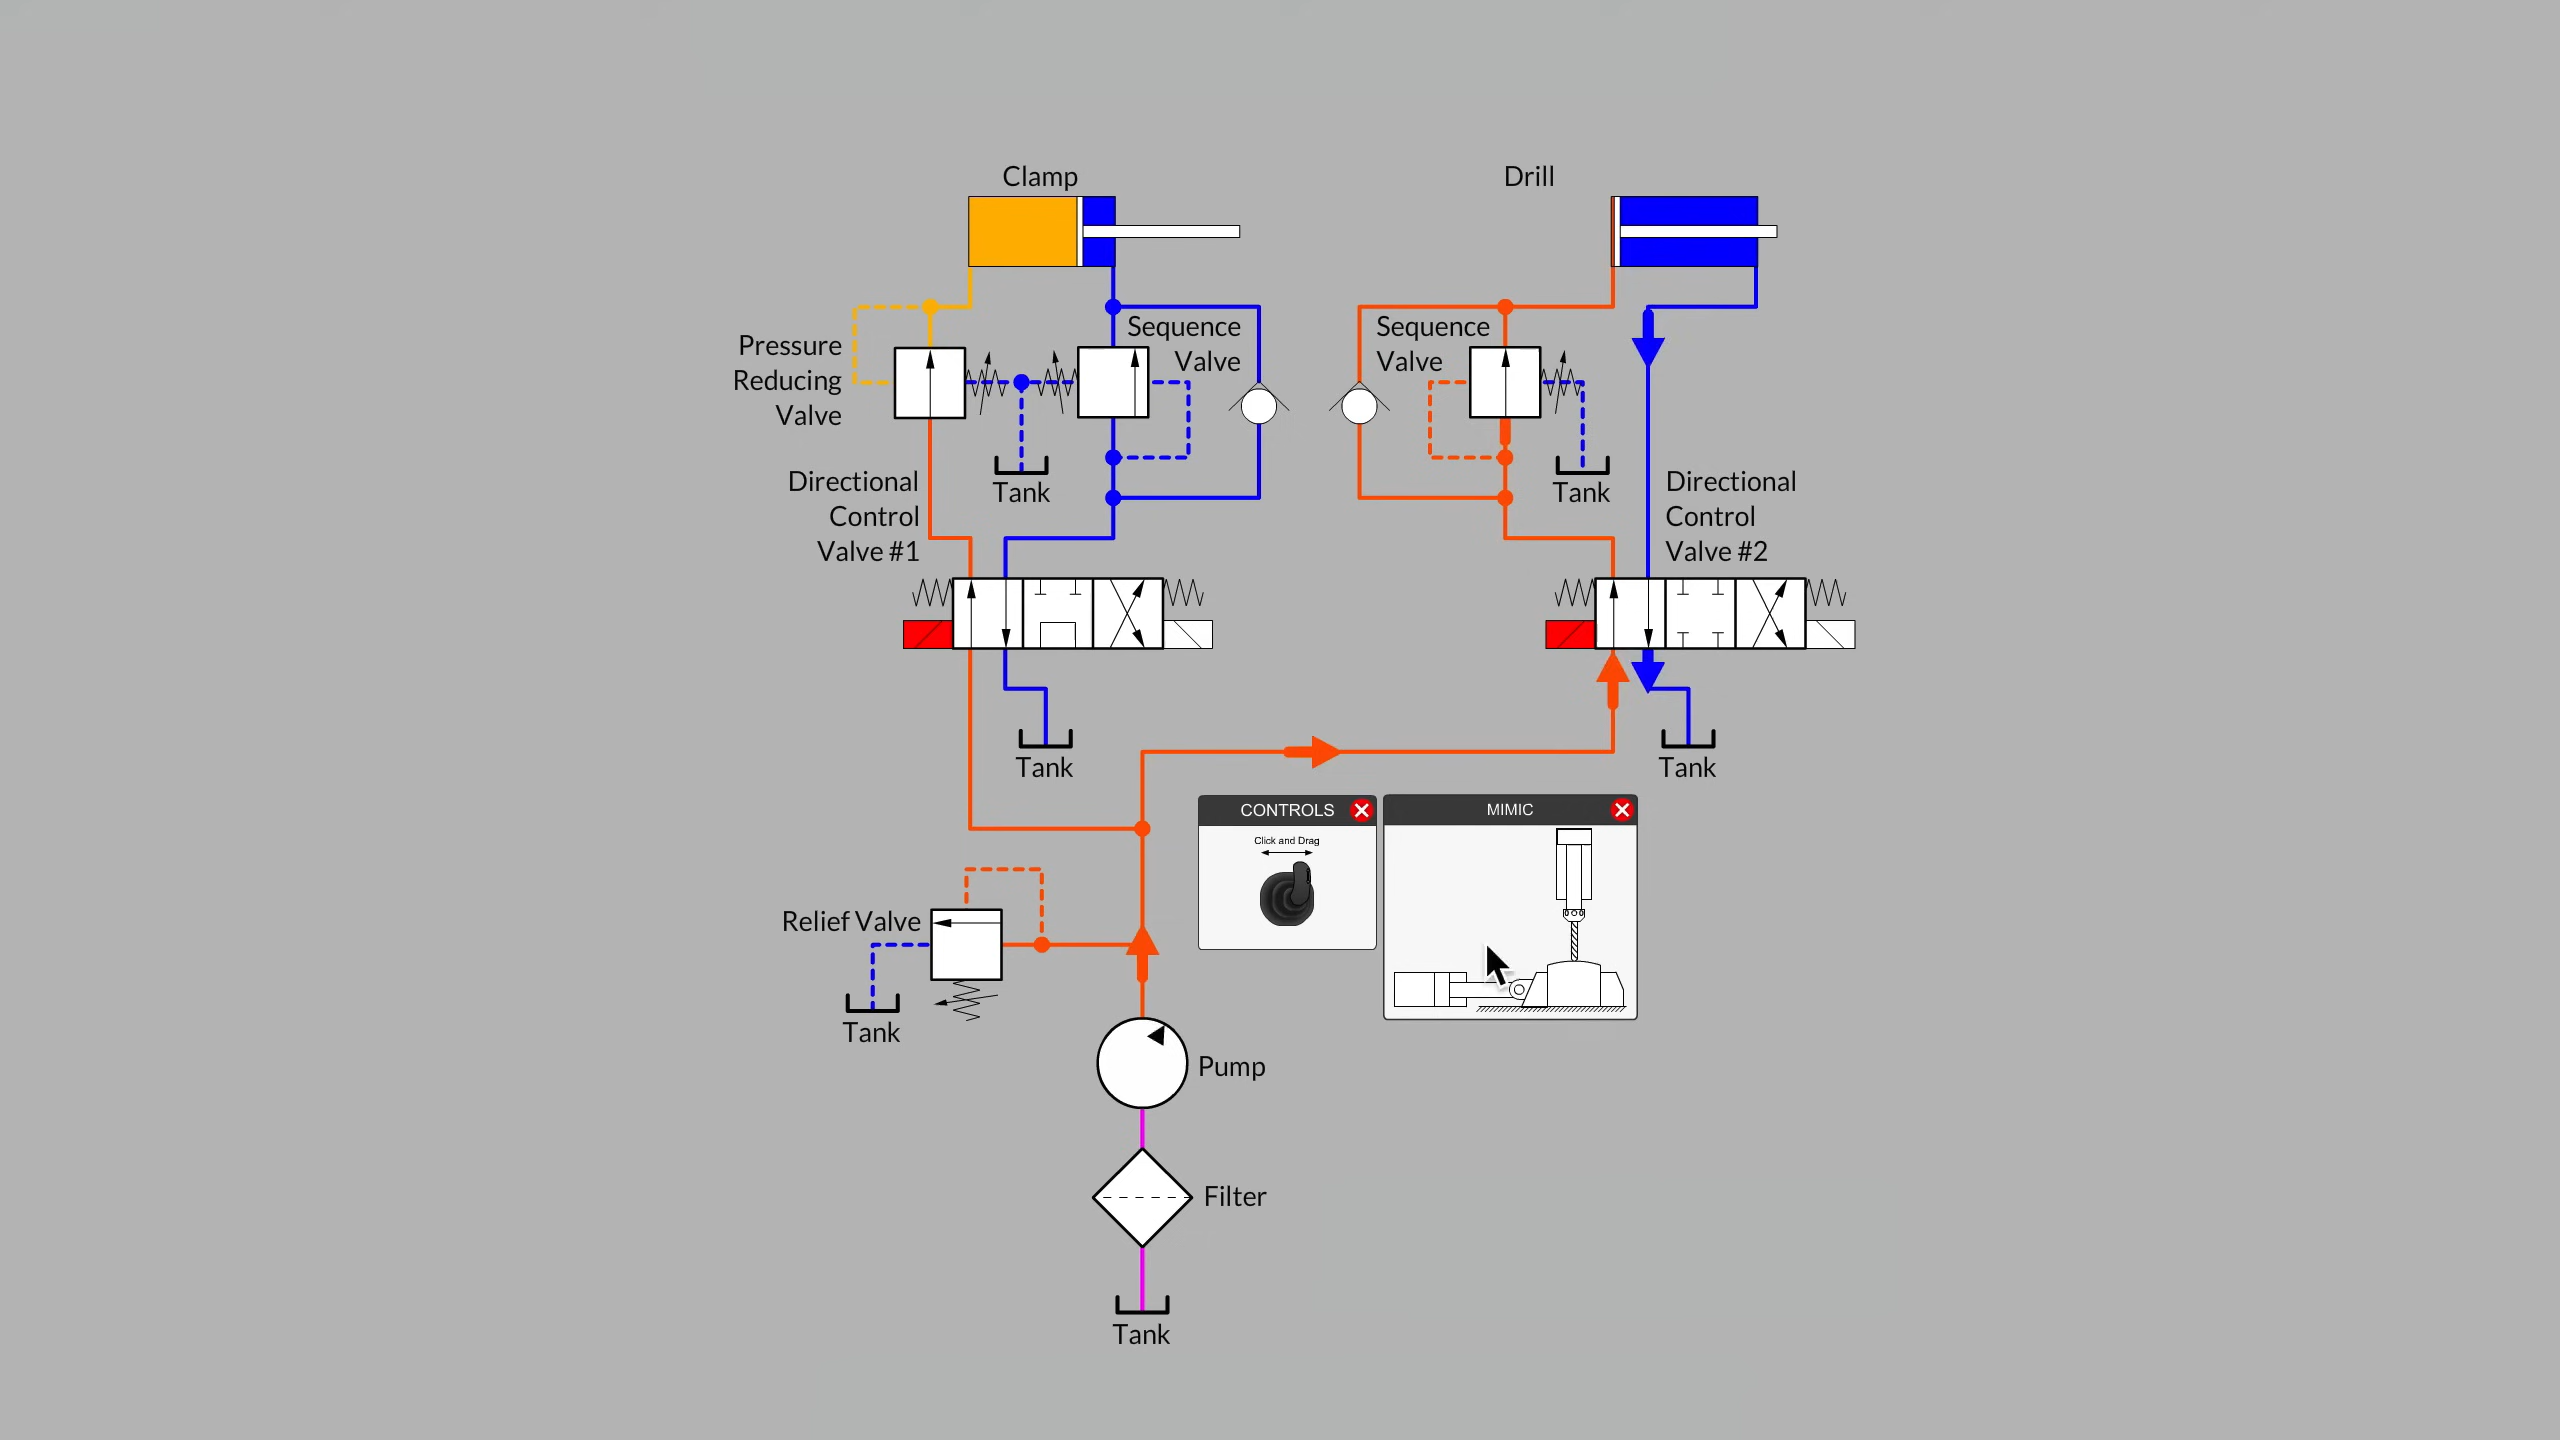 Clamp
Drill
Sequence
Valve
Sequence
Valve
Pressure
Reducing
Valve
Tank
Tank
Directional
Control
Valve #1
Directional
Control
Valve #2
Tank
Tank
CONTROLS
Click and Drag
MIMIC
Relief Valve
Tank
Pump
Filter
Tank